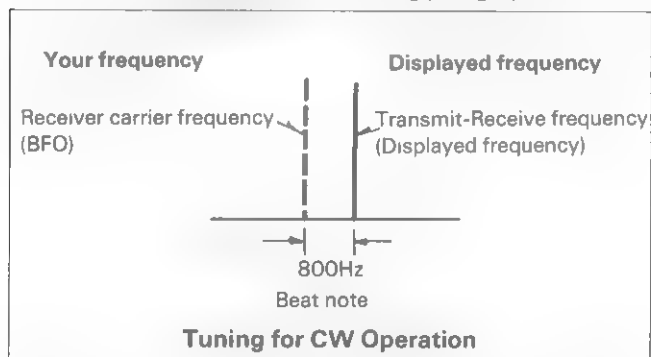 Your frequency
Displayed frequency
Receiver carrier frequency
(BFO)
Transmit-Receive frequency
(Displayed frequency)
800Hz
Beat note
Tuning for CW Operation